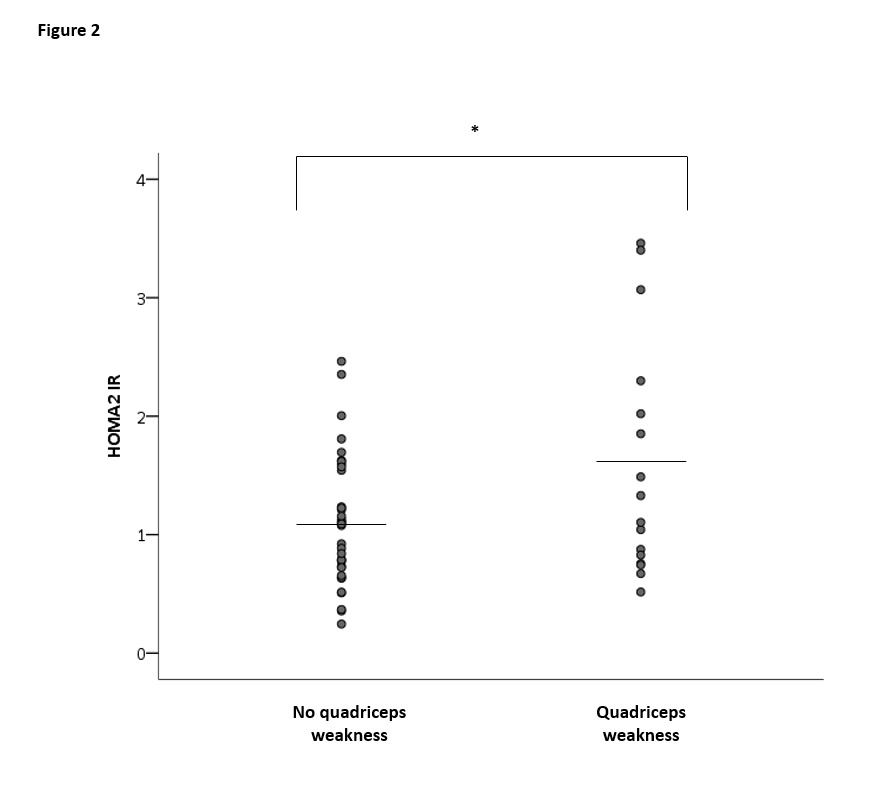 Figure 2
*
4
3
2
1
0
HOMA2 IR
No quadriceps
weakness
Quadriceps
weakness